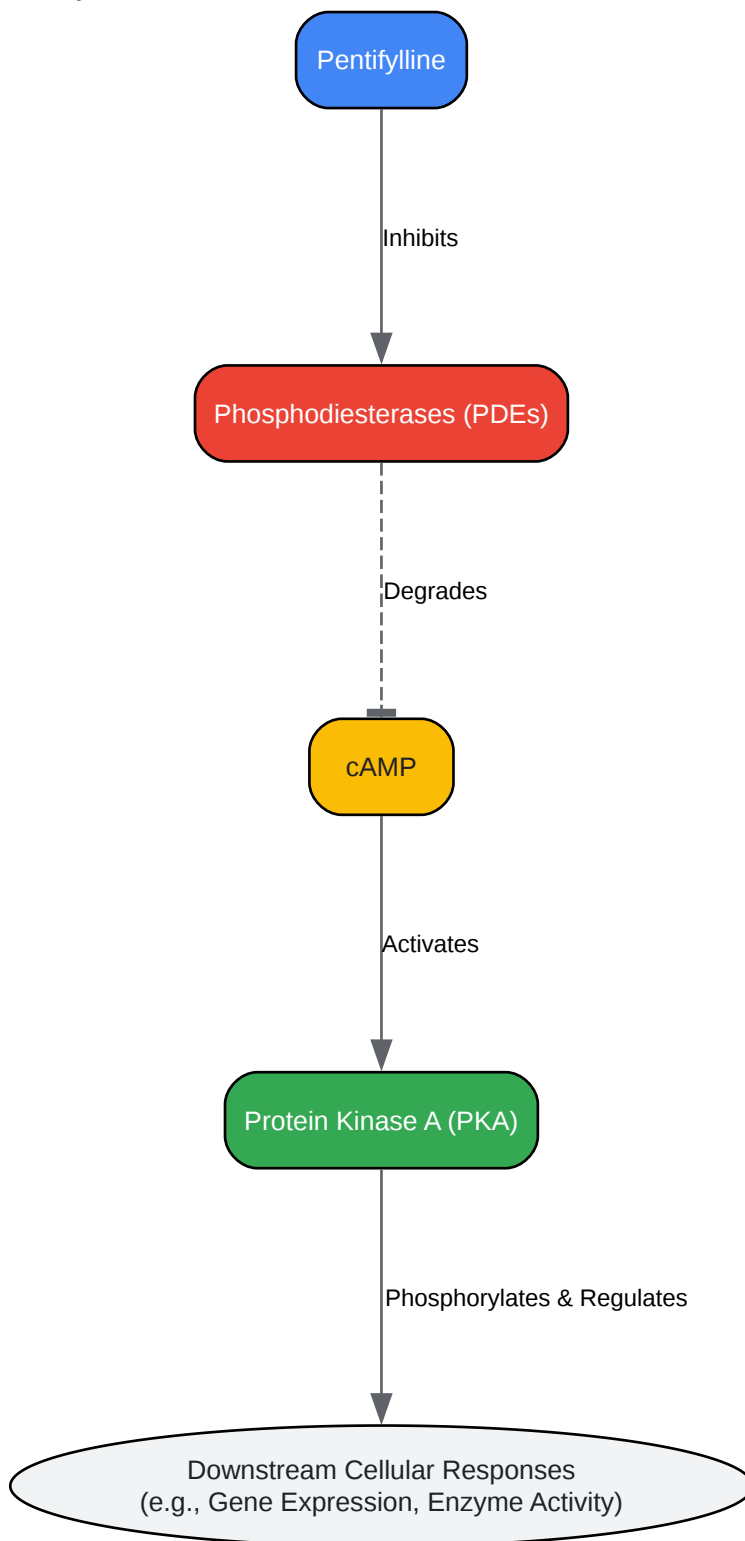 Pentifylline
Inhibits
Phosphodiesterases (PDEs)
Degrades
cAMP
Activates
Protein Kinase A (PKA)
Phosphorylates & Regulates
Downstream Cellular Responses
(e.g., Gene Expression, Enzyme Activity)